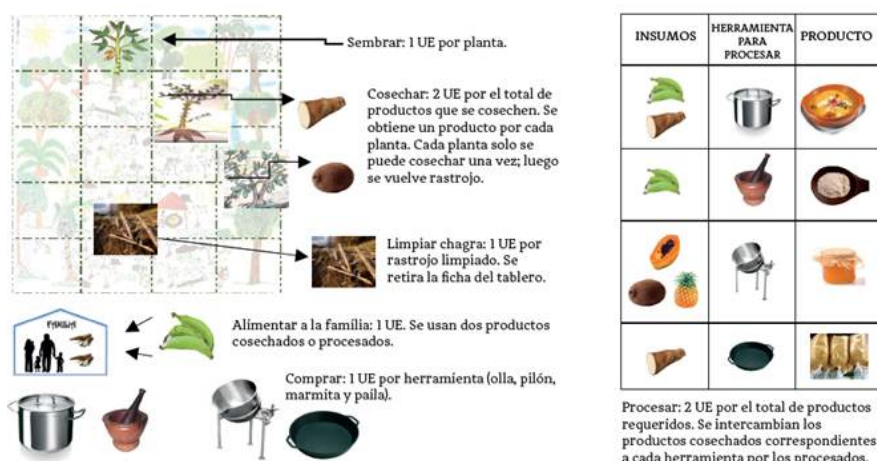 Sembrar: 1 UE por planta.
Cosechar: 2 UE por el total de
productos que se cosechen. Se
obtiene un producto por cada
planta. Cada planta solo se
puede cosechar una vez; luego
se vuelve rastrojo.
Limpiar chagra: 1 UE por
rastrojo limpiado. Se
retira la ficha del tablero.
FAMILIA
Alimentar a la família: 1 UE. Se usan dos productos
cosechados o procesados.
Comprar: 1 UE por herramienta (olla, pilón,
marmita y paila).
INSUMOS
HERRAMIENTA
PARA
PROCESAR
PRODUCTO
Procesar: 2 UE por el total de productos
requeridos. Se intercambian los
productos cosechados correspondientes
a cada herramienta por los procesados.